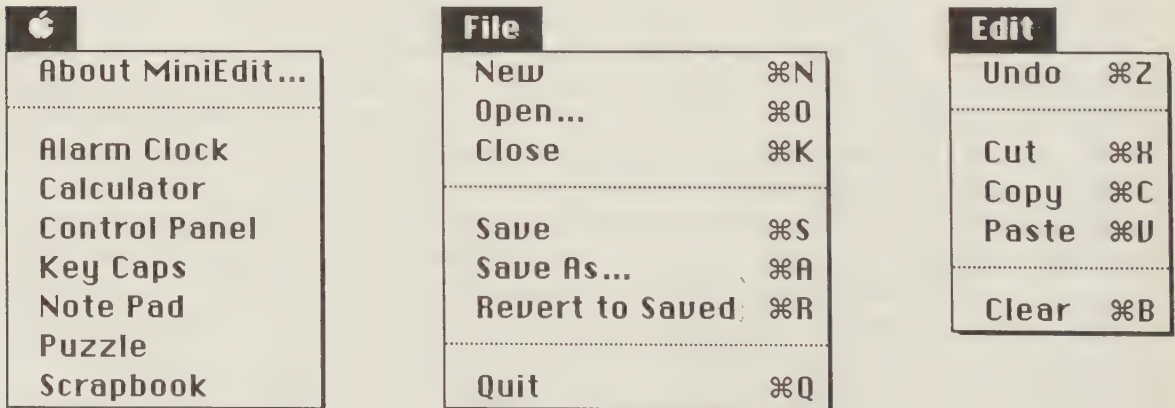 File
Edit
About MiniEdit...
Alarm Clock
Calculator
Control Panel
Key Caps
Note Pad
Puzzle
Scrapbook
New ⌘N
Open... ⌘O
Close ⌘K
Save ⌘S
Save As... ⌘A
Revert to Saved ⌘R
Quit ⌘Q
Undo ⌘Z
Cut ⌘X
Copy ⌘C
Paste ⌘V
Clear ⌘B